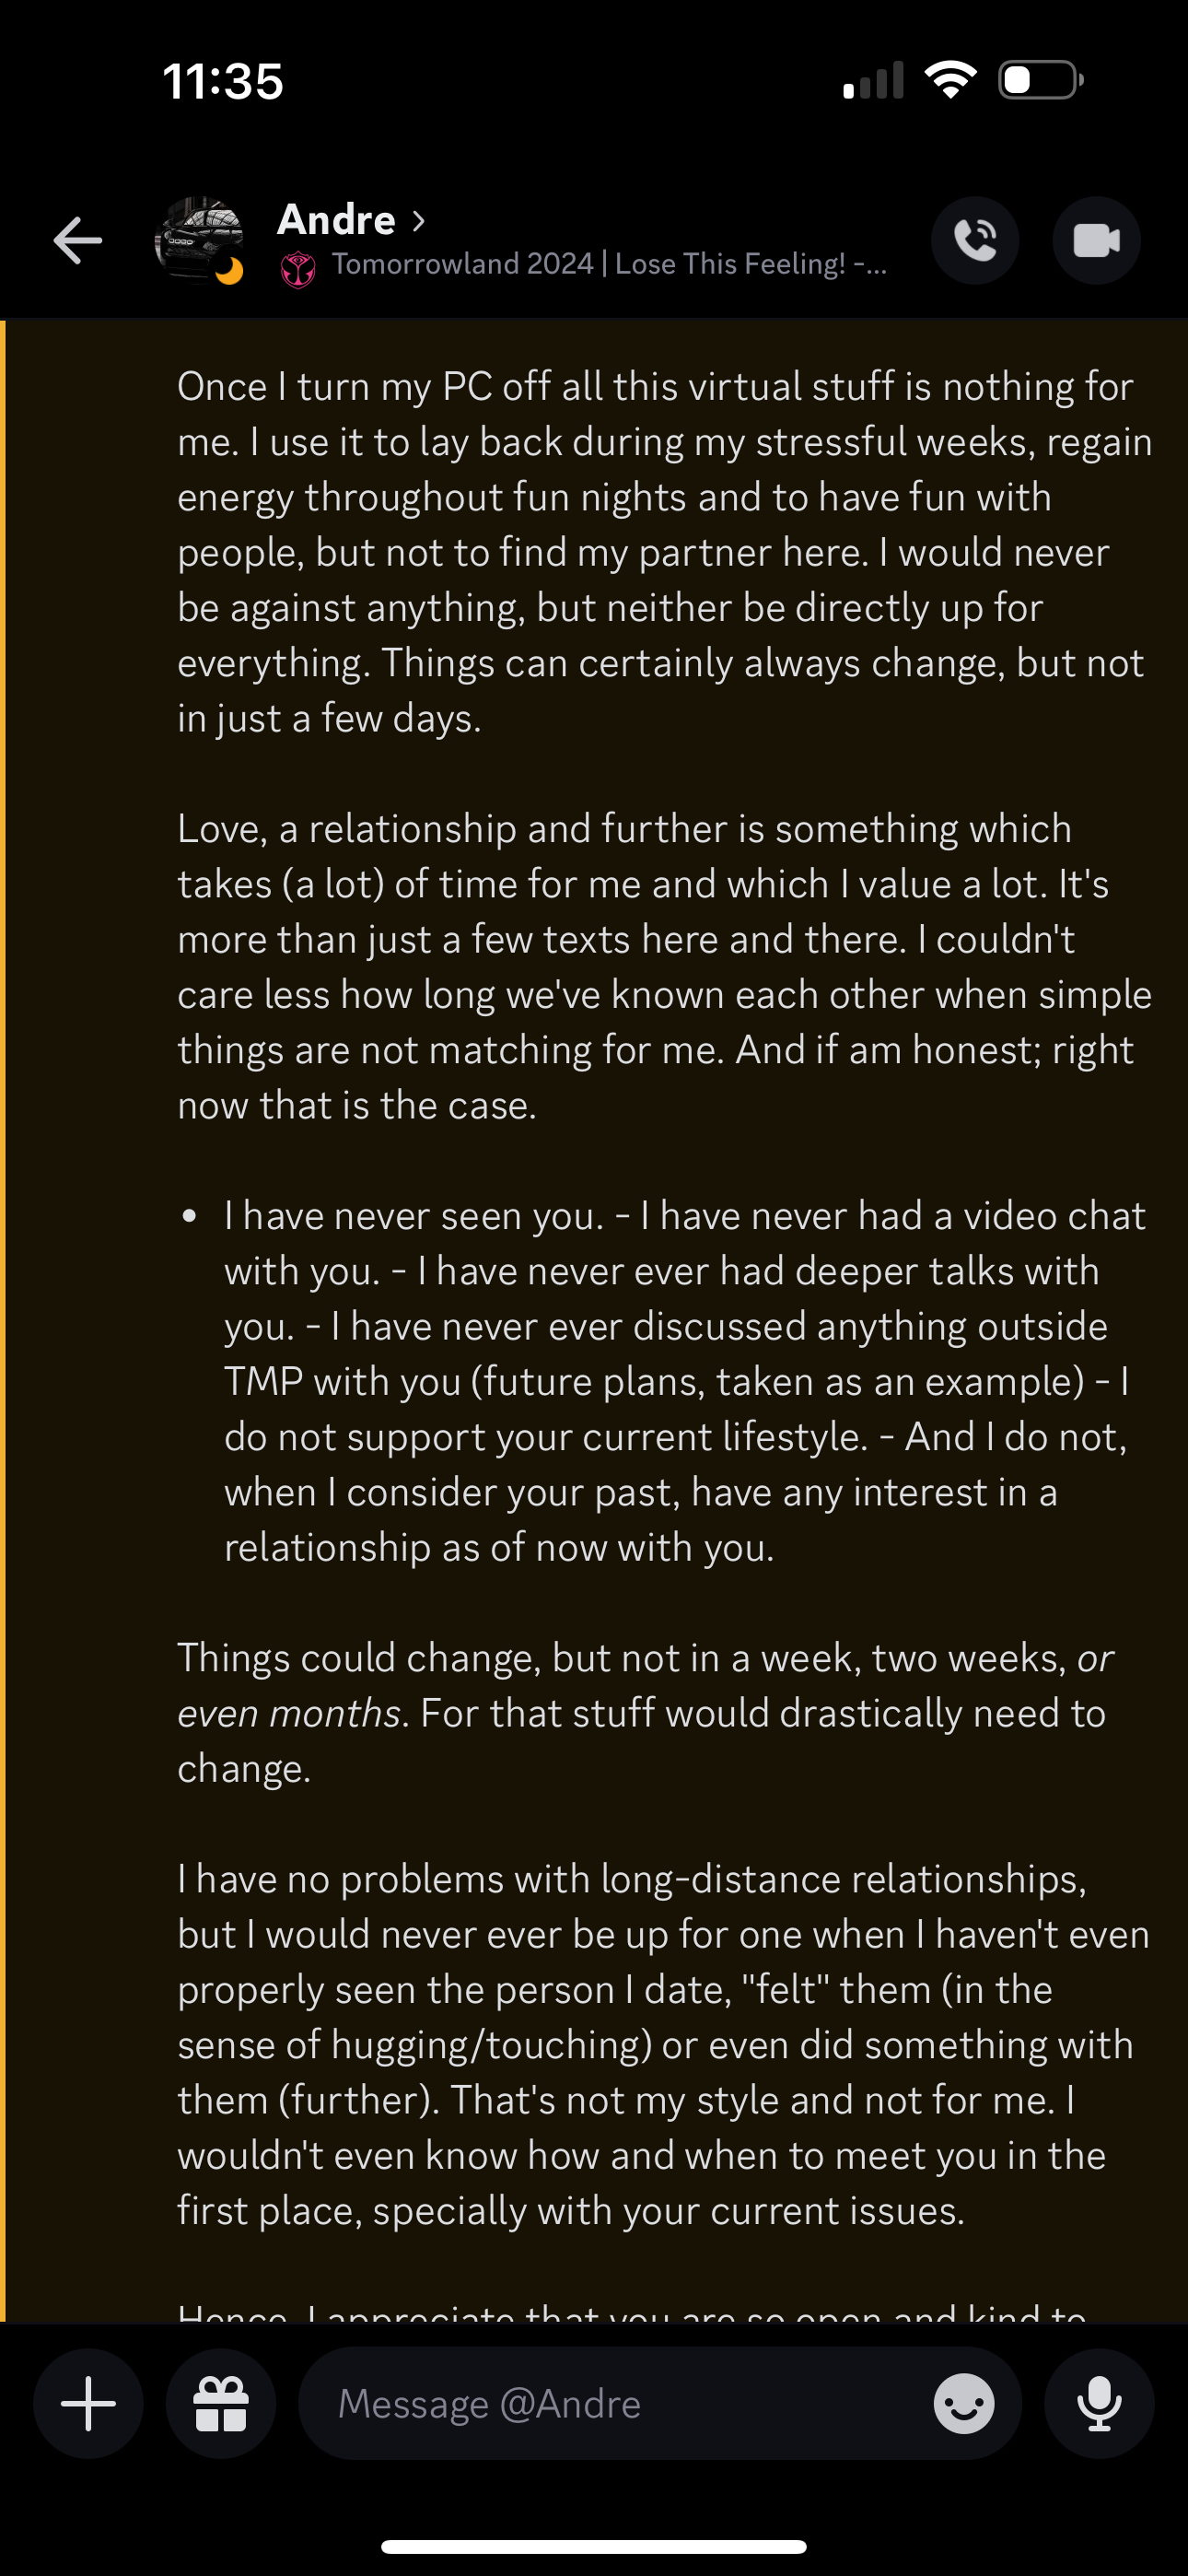 11:35
Andre
Tomorrowland 2024 | Lose This Feeling! -...
Once I turn my PC off all this virtual stuff is nothing for
me. I use it to lay back during my stressful weeks, regain
energy throughout fun nights and to have fun with
people, but not to find my partner here. I would never
be against anything, but neither be directly up for
everything. Things can certainly always change, but not
in just a few days.
Love, a relationship and further is something which
takes (a lot) of time for me and which I value a lot. It's
more than just a few texts here and there. I couldn't
care less how long we've known each other when simple
things are not matching for me. And if am honest; right
now that is the case.
• I have never seen you. - I have never had a video chat
with you. - I have never ever had deeper talks with
you. - I have never ever discussed anything outside
TMP with you (future plans, taken as an example) - I
do not support your current lifestyle. - And I do not,
when I consider your past, have any interest in a
relationship as of now with you.
Things could change, but not in a week, two weeks, or
even months. For that stuff would drastically need to
change.
I have no problems with long-distance relationships,
but I would never ever be up for one when I haven't even
properly seen the person I date, "felt" them (in the
sense of hugging/touching) or even did something with
them (further). That's not my style and not for me. I
wouldn't even know how and when to meet you in the
first place, specially with your current issues.
Hence, I appreciate that you are so open and kind to
Message @Andre